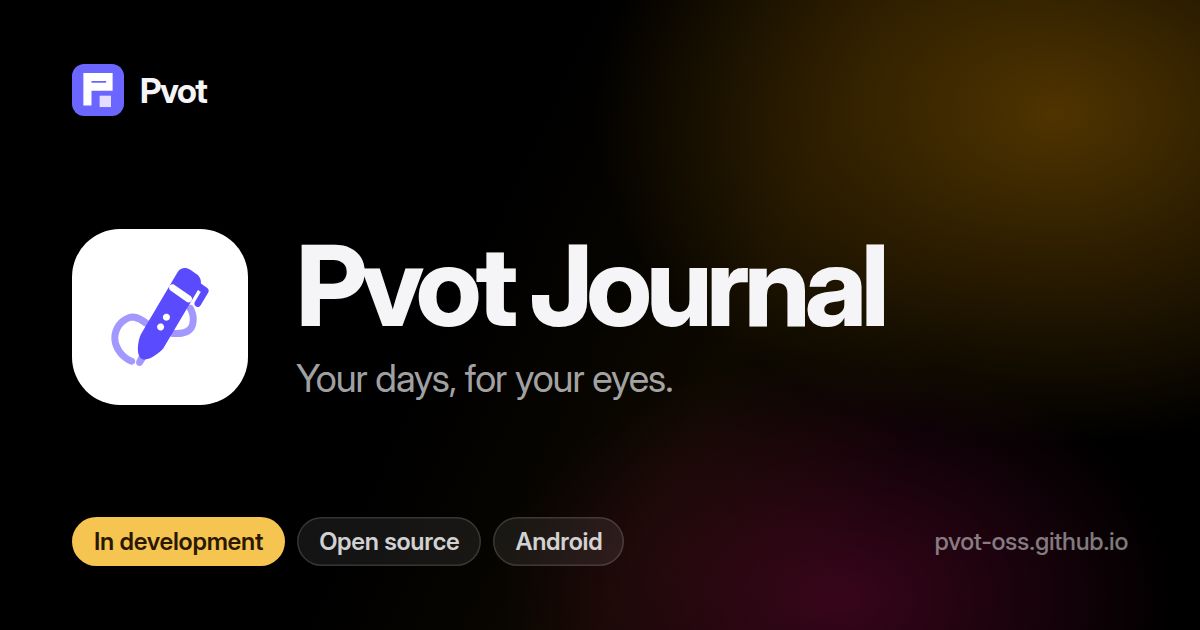 Pvot
Pvot Journal
Your days, for your eyes.
In development
Open source
Android
pvot-oss.github.io